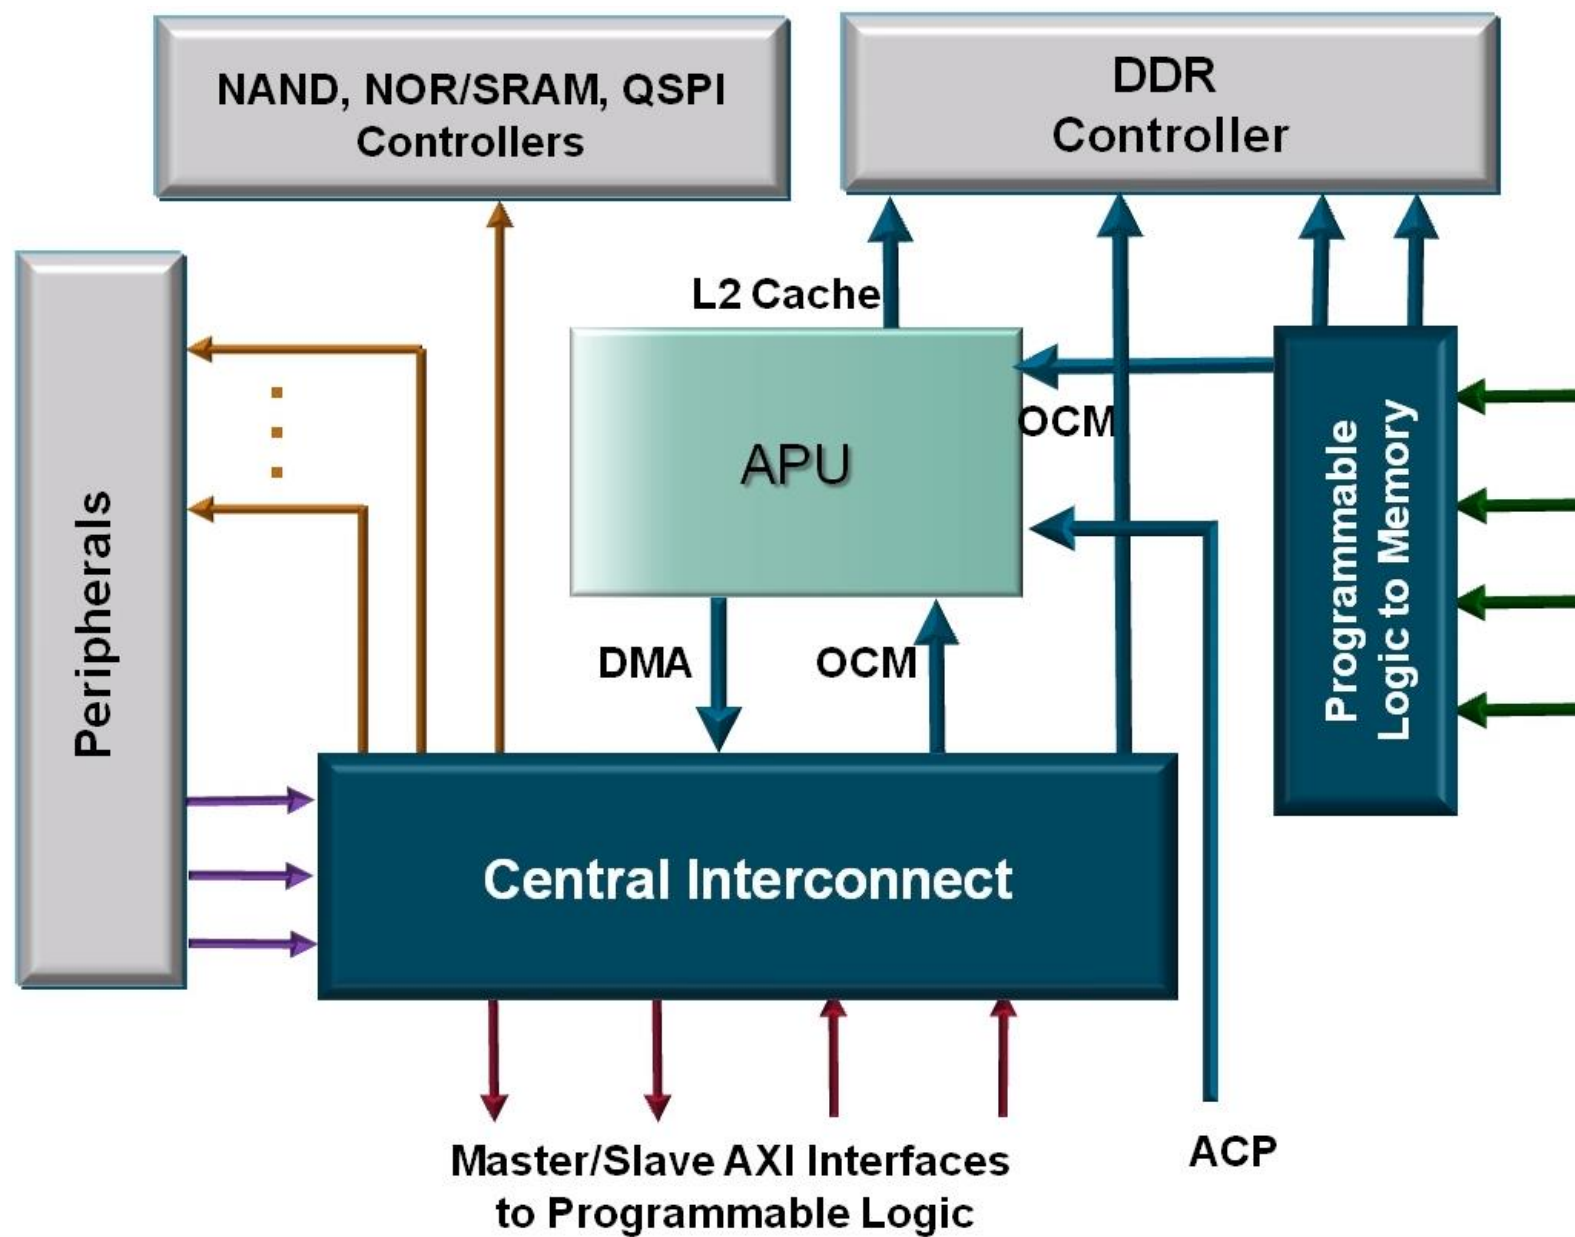 NAND, NOR/SRAM, QSPI
Controllers
DDR
Controller
L2 Cache
OCM
APU
Peripherals
Programmable
Logic to Memory
DMA
OCM
Central Interconnect
Master/Slave AXI Interfaces
to Programmable Logic
ACP